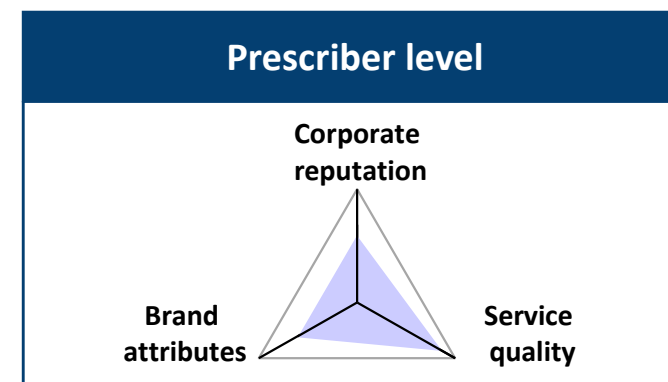 Prescriber level
Corporate
reputation
Brand
attributes
Service
quality